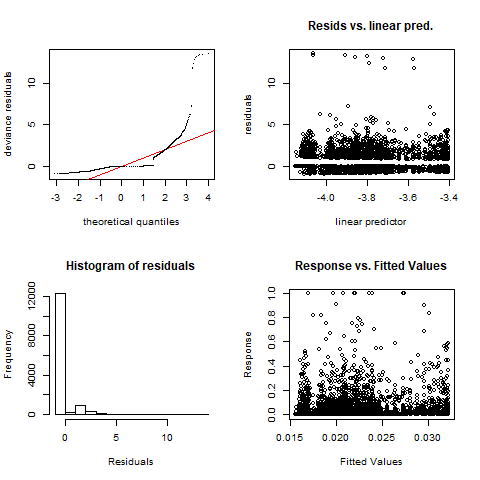 deviance residuals
0 5 10
-3 -2 -1 0 1 2 3 4
theoretical quantiles
Resids vs. linear pred.
residuals
0 5 10
-4.0 -3.8 -3.6 -3.4
linear predictor
Histogram of residuals
Frequency
0 40000 80000 120000
0 5 10
Residuals
Response vs. Fitted Values
Response
0.0 0.2 0.4 0.6 0.8 1.0
0.015 0.020 0.025 0.030
Fitted Values